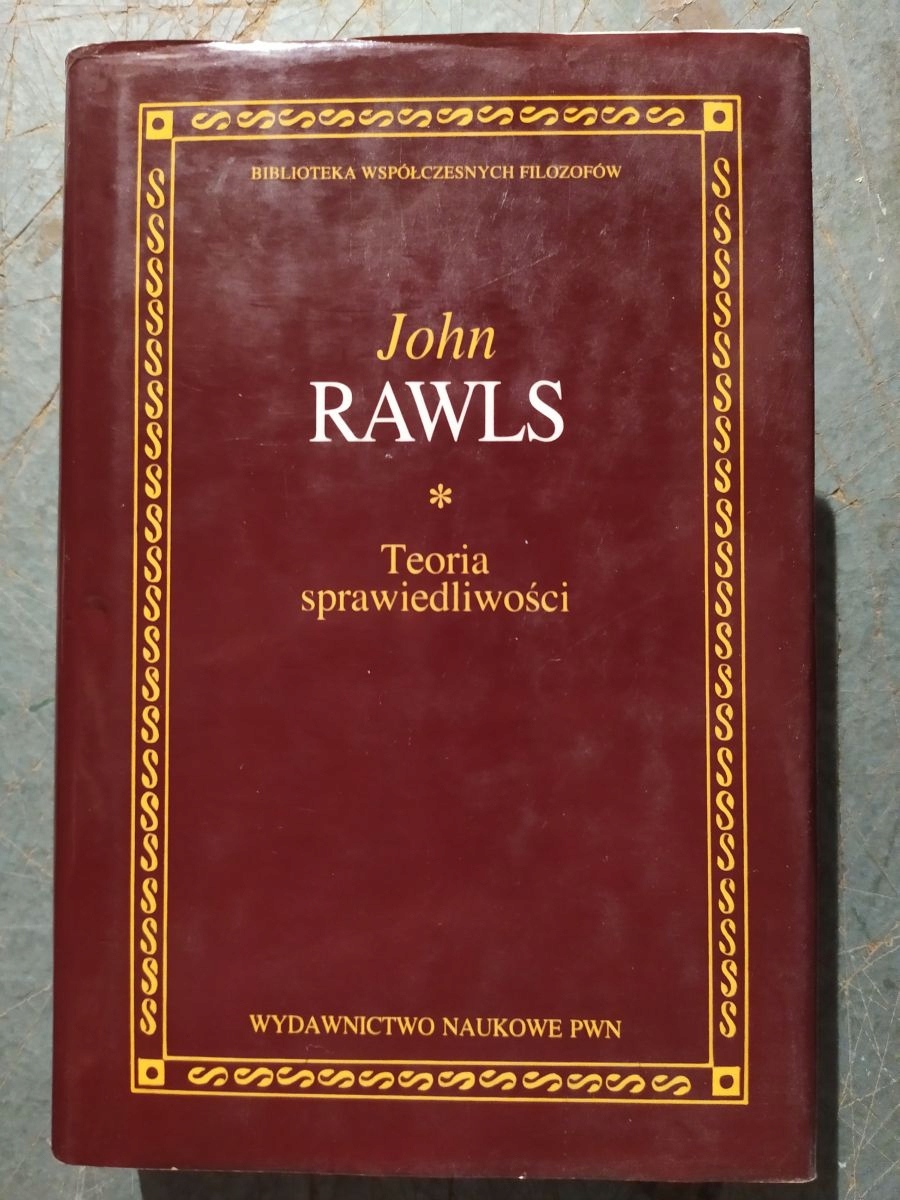 BIBLIOTEKA WSPÓŁCZESNYCH FILOZOFÓW
John
RAWLS
*
Teoria
sprawiedliwości
WYDAWNICTWO NAUKOWE PWN